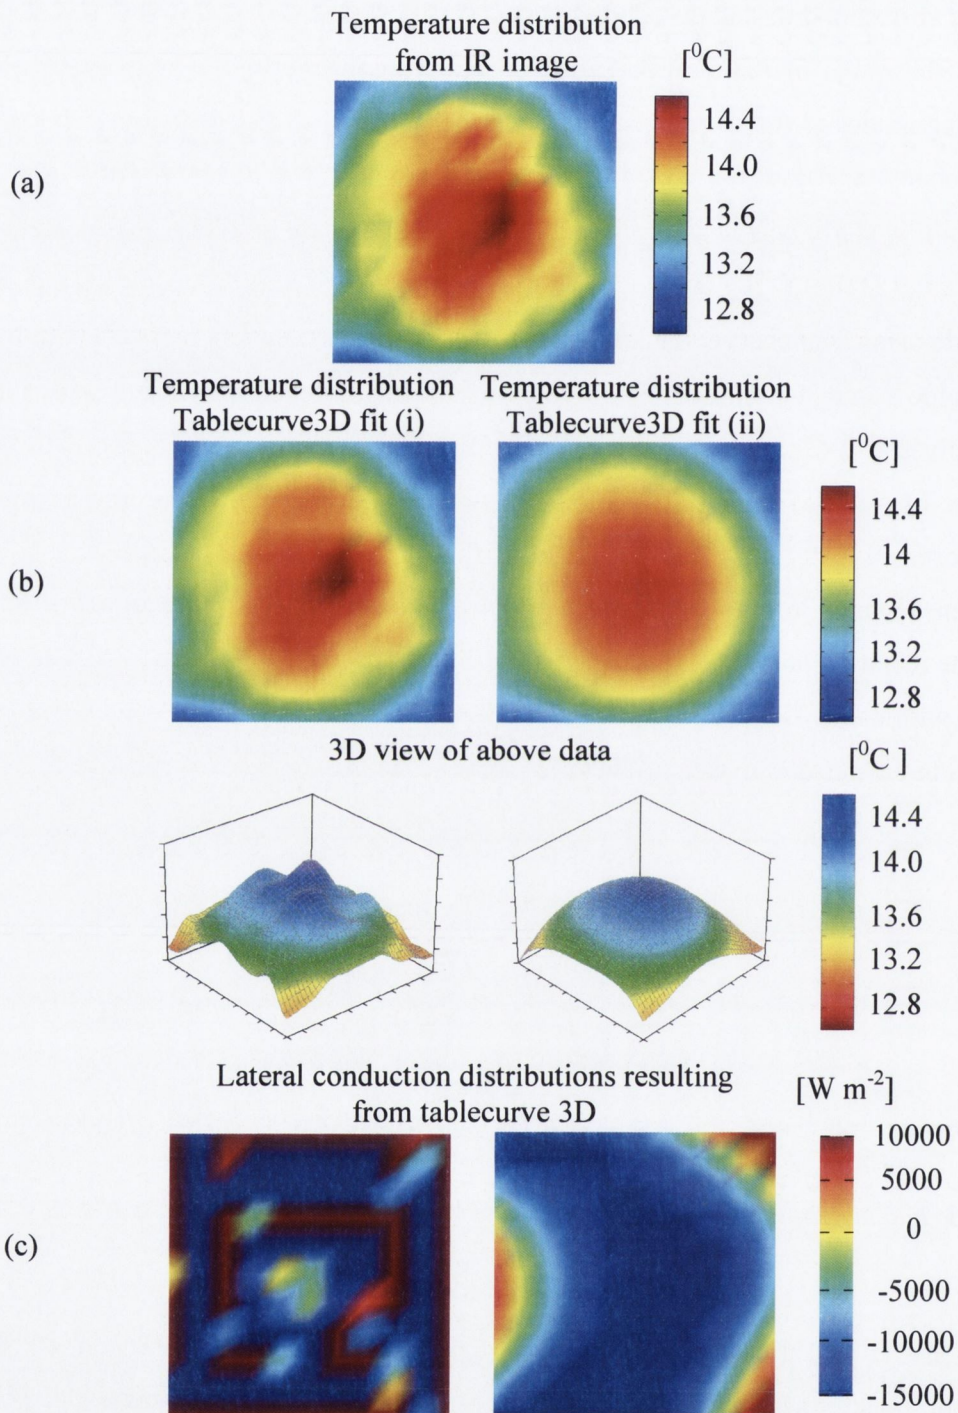 Temperature distribution
from IR image
[⁰C]
14.4
14.0
13.6
13.2
12.8
(a)
Temperature distribution
Tablecurve3D fit (i)
Temperature distribution
Tablecurve3D fit (ii)
[⁰C]
14.4
14
13.6
13.2
12.8
(b)
3D view of above data
[⁰C ]
14.4
14.0
13.6
13.2
12.8
Lateral conduction distributions resulting
from tablecurve 3D
[W m⁻²]
10000
5000
0
-5000
-10000
-15000
(c)